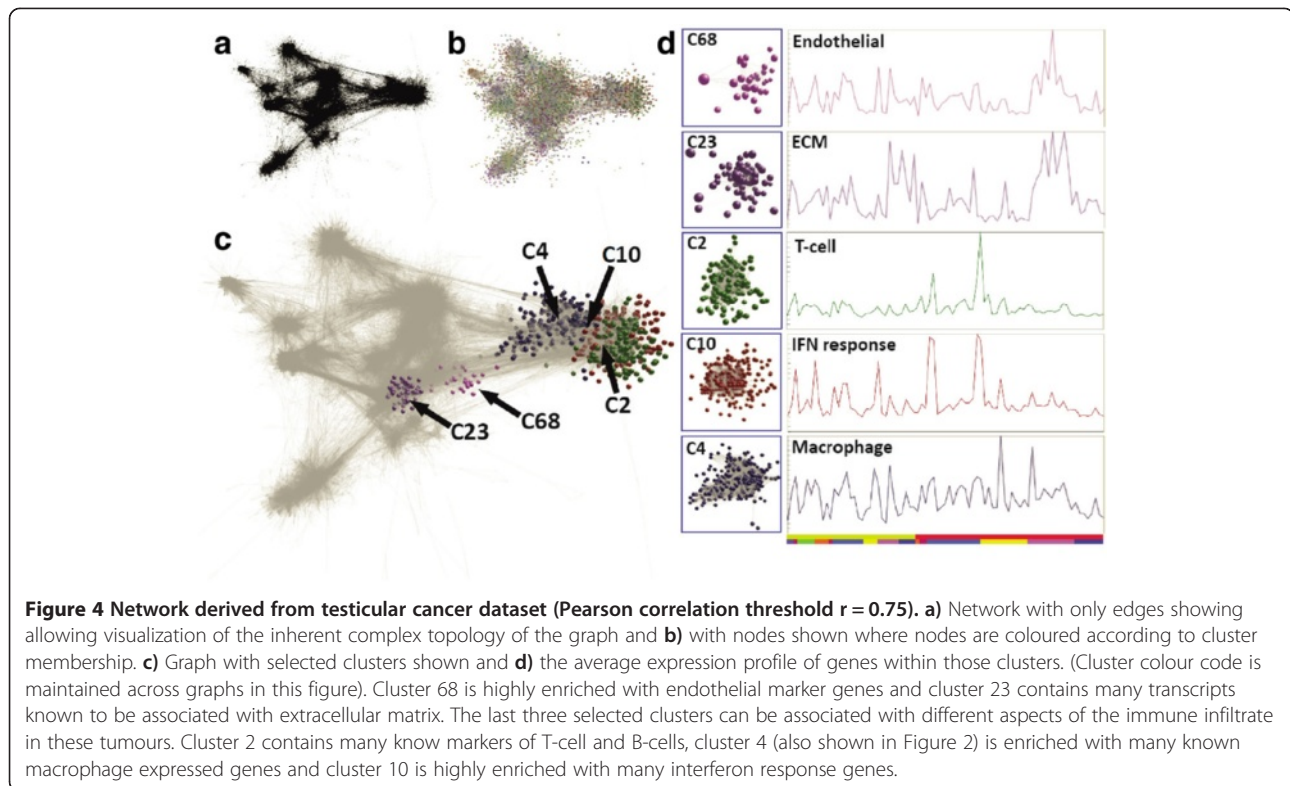 a
b
d
C68
Endothelial
C23
ECM
C2
T-cell
C10
IFN response
C4
Macrophage
c
C4
C10
C2
C68
C23
Figure 4 Network derived from testicular cancer dataset (Pearson correlation threshold r = 0.75). a) Network with only edges showing
allowing visualization of the inherent complex topology of the graph and b) with nodes shown where nodes are coloured according to cluster
membership. c) Graph with selected clusters shown and d) the average expression profile of genes within those clusters. (Cluster colour code is
maintained across graphs in this figure). Cluster 68 is highly enriched with endothelial marker genes and cluster 23 contains many transcripts
known to be associated with extracellular matrix. The last three selected clusters can be associated with different aspects of the immune infiltrate
in these tumours. Cluster 2 contains many know markers of T-cell and B-cells, cluster 4 (also shown in Figure 2) is enriched with many known
macrophage expressed genes and cluster 10 is highly enriched with many interferon response genes.